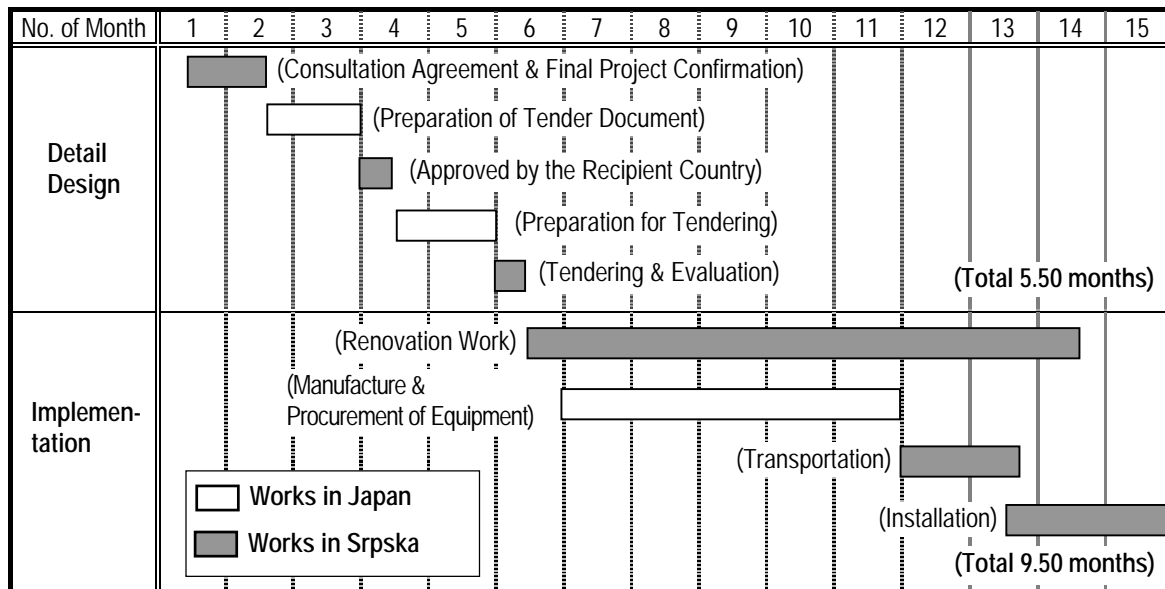 No. of Month 1 2 3 4 5 6 7 8 9 10 11 12 13 14 15
Detail
Design
(Consultation Agreement & Final Project Confirmation)
(Preparation of Tender Document)
(Approved by the Recipient Country)
(Preparation for Tendering)
(Tendering & Evaluation)
(Total 5.50 months)
Implemen-
tation
(Renovation Work)
(Manufacture &
Procurement of Equipment)
(Transportation)
(Installation)
(Total 9.50 months)
Works in Japan
Works in Srpska